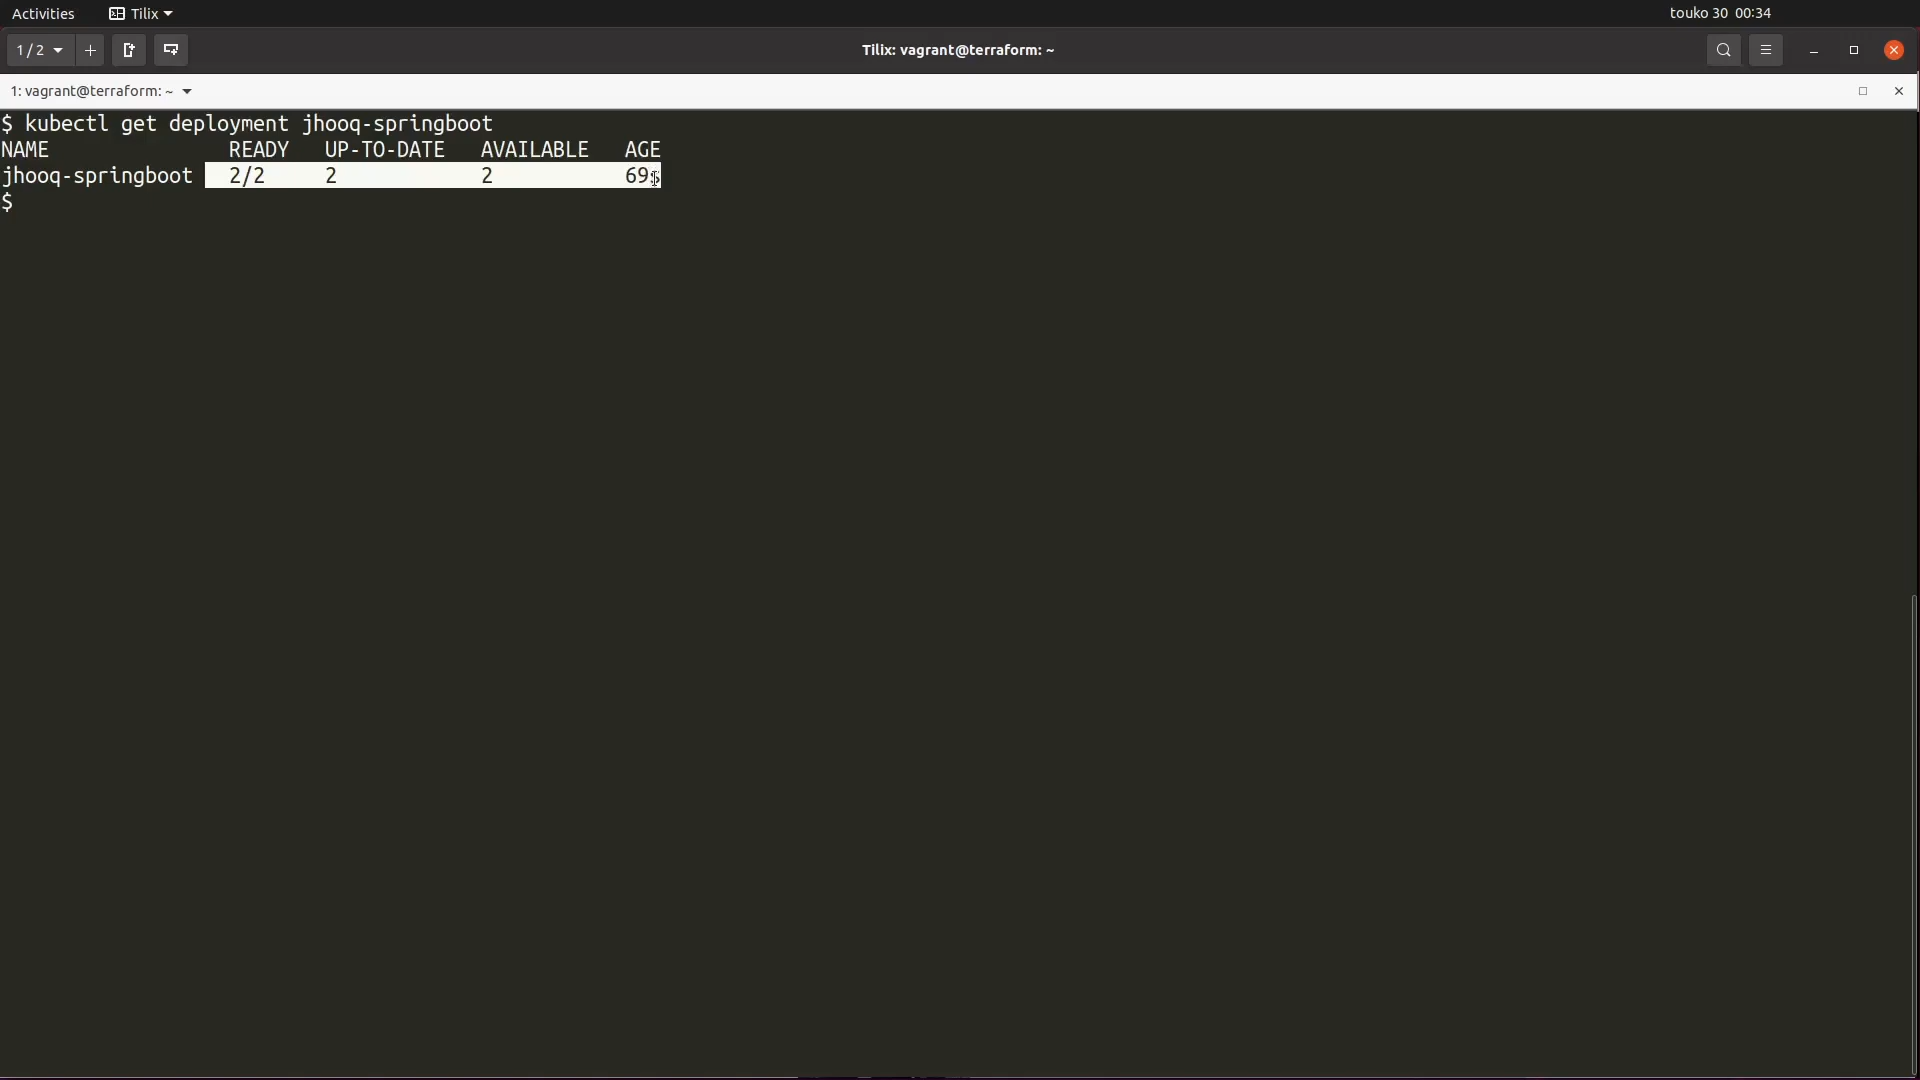 Activities Tilix touko 30 00:34
1 / 2 Tilix: vagrant@terraform: ~
1: vagrant@terraform: ~
$ kubectl get deployment jhooq-springboot
NAME READY UP-TO-DATE AVAILABLE AGE
jhooq-springboot 2/2 2 2 69s
$